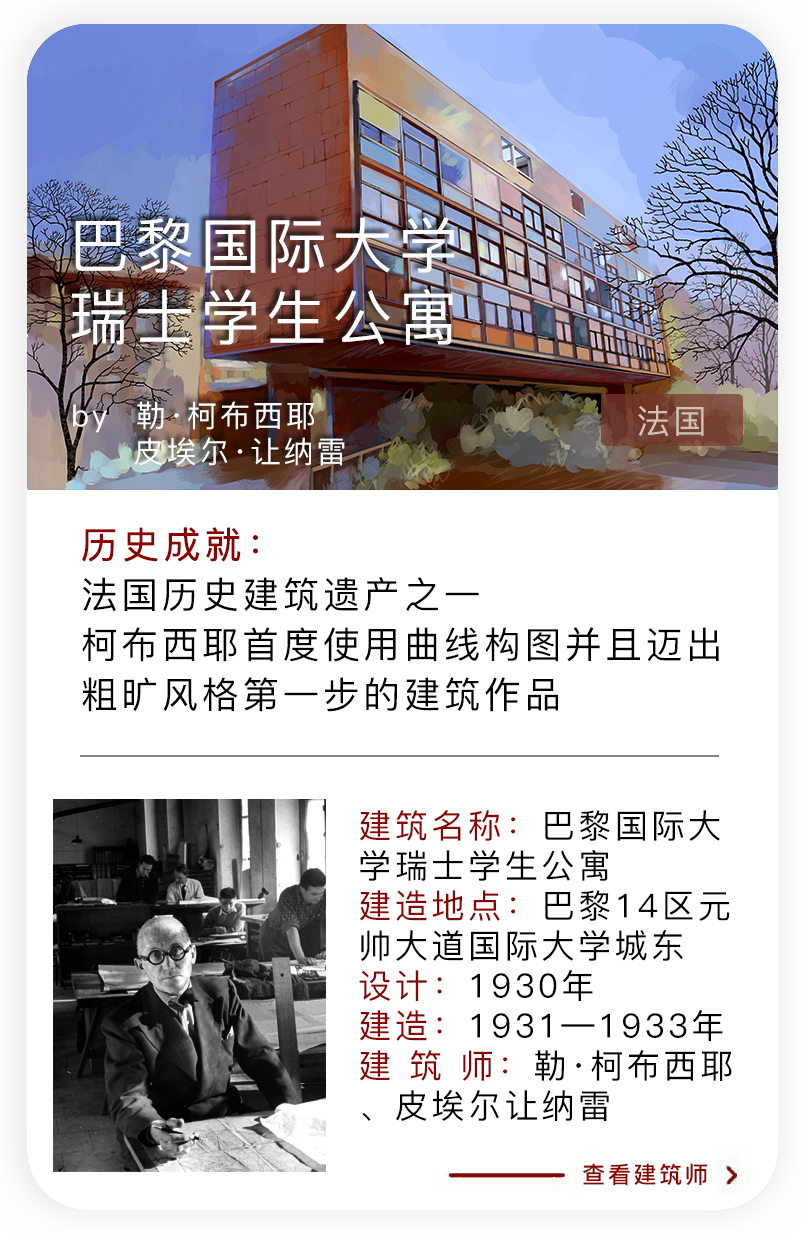 巴黎国际大学
瑞士学生公寓
by 勒·柯布西耶
皮埃尔·让纳雷
法国
历史成就：
法国历史建筑遗产之一
柯布西耶首度使用曲线构图并且迈出
粗旷风格第一步的建筑作品
建筑名称：巴黎国际大
学瑞士学生公寓
建造地点：巴黎14区元
帅大道国际大学城东
设计：1930年
建造：1931—1933年
建 筑 师：勒·柯布西耶
、皮埃尔让纳雷
查看建筑师 >